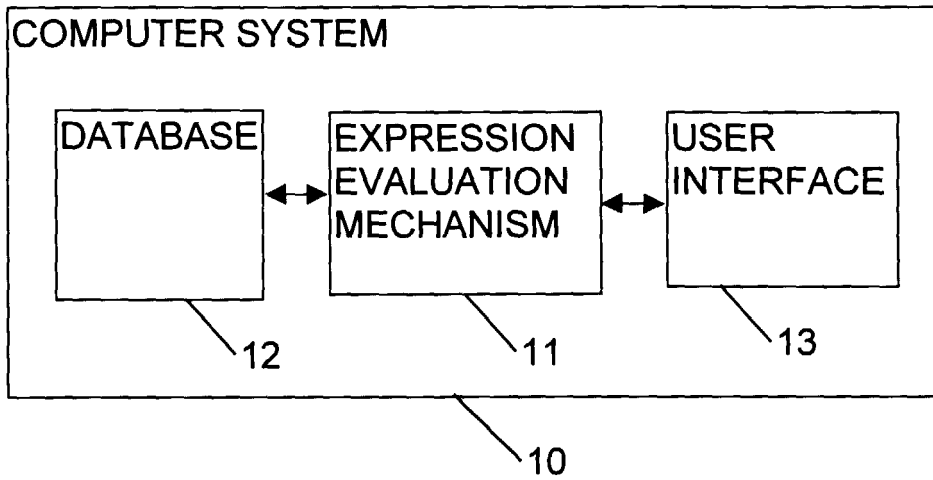 COMPUTER SYSTEM
DATABASE
EXPRESSION
EVALUATION
MECHANISM
USER
INTERFACE
12
11
13
10